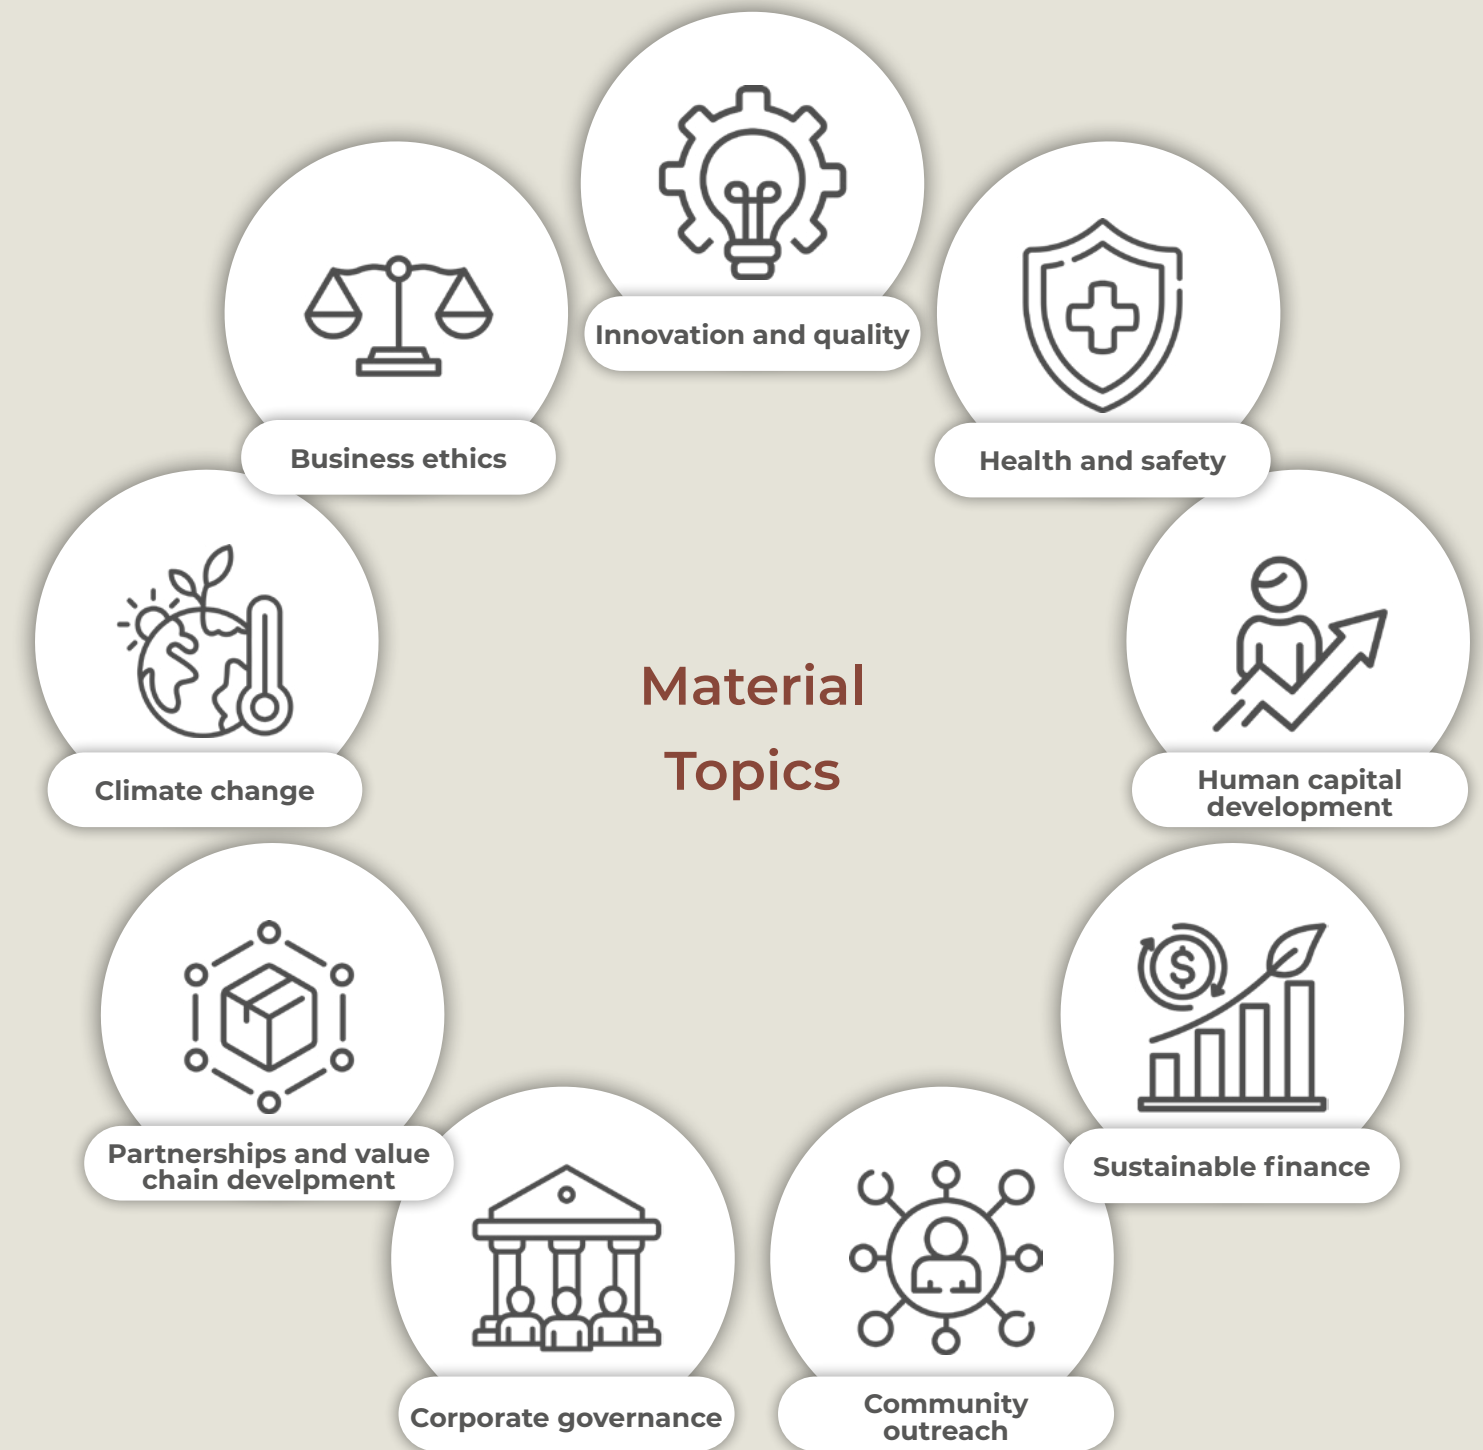 Innovation and quality
Business ethics
Health and safety
Climate change
Material
Topics
Human capital
development
Partnerships and value
chain develpment
Sustainable finance
Corporate governance
Community
outreach
$